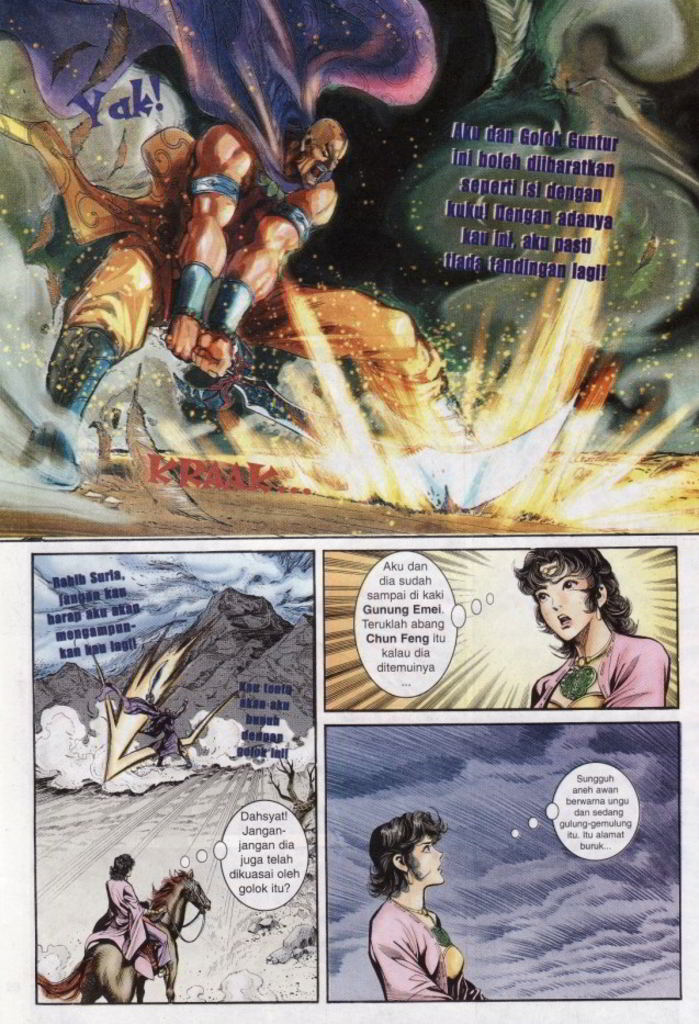 Yak!
Aku dan Golok Guntur
ini boleh diibaratkan
seperti isi dengan
kuku! Dengan adanya
kau ini, aku pasti
tiada tandingan lagi!
KRAAK...
Robib Suria,
jangan kau
harap aku akan
mengampun-
kan kau lagi!
Kau tentu
akan aku
bunuh
dengan
golok ini!
Dahsyat!
Jangan-
jangan dia
juga telah
dikuasai oleh
golok itu?
Aku dan
dia sudah
sampai di kaki
Gunung Emei.
Teruklah abang
Chun Feng itu
kalau dia
ditemuinya
...
Sungguh
aneh awan
berwarna ungu
dan sedang
gulung-gemulung
itu. Itu alamat
buruk...